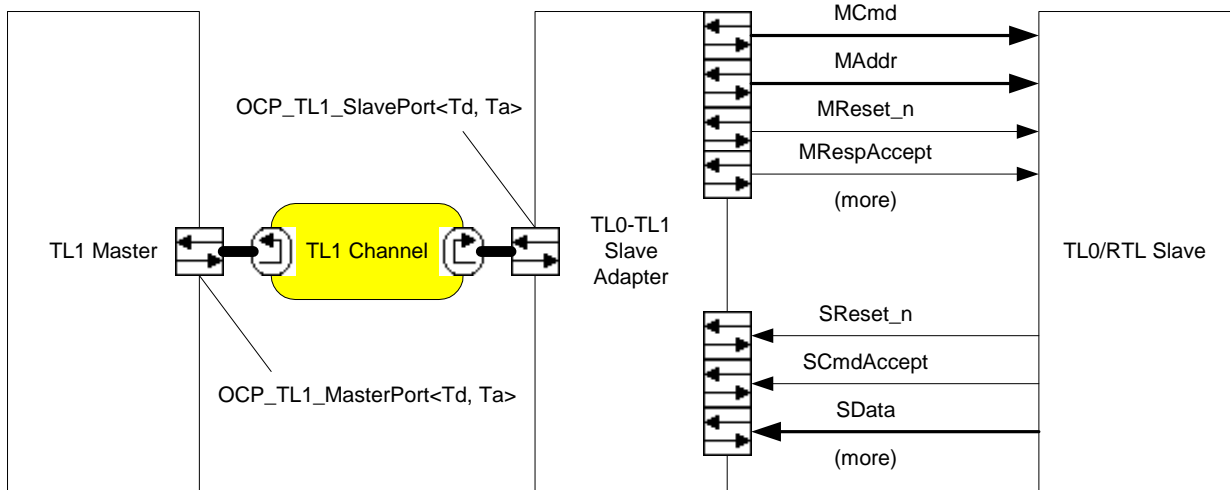 MCmd
MAddr
OCP_TL1_SlavePort<Td, Ta>
MReset_n
MRespAccept
(more)
TL1 Master
TL1 Channel
TL0-TL1
Slave
Adapter
TL0/RTL Slave
SReset_n
SCmdAccept
OCP_TL1_MasterPort<Td, Ta>
SData
(more)